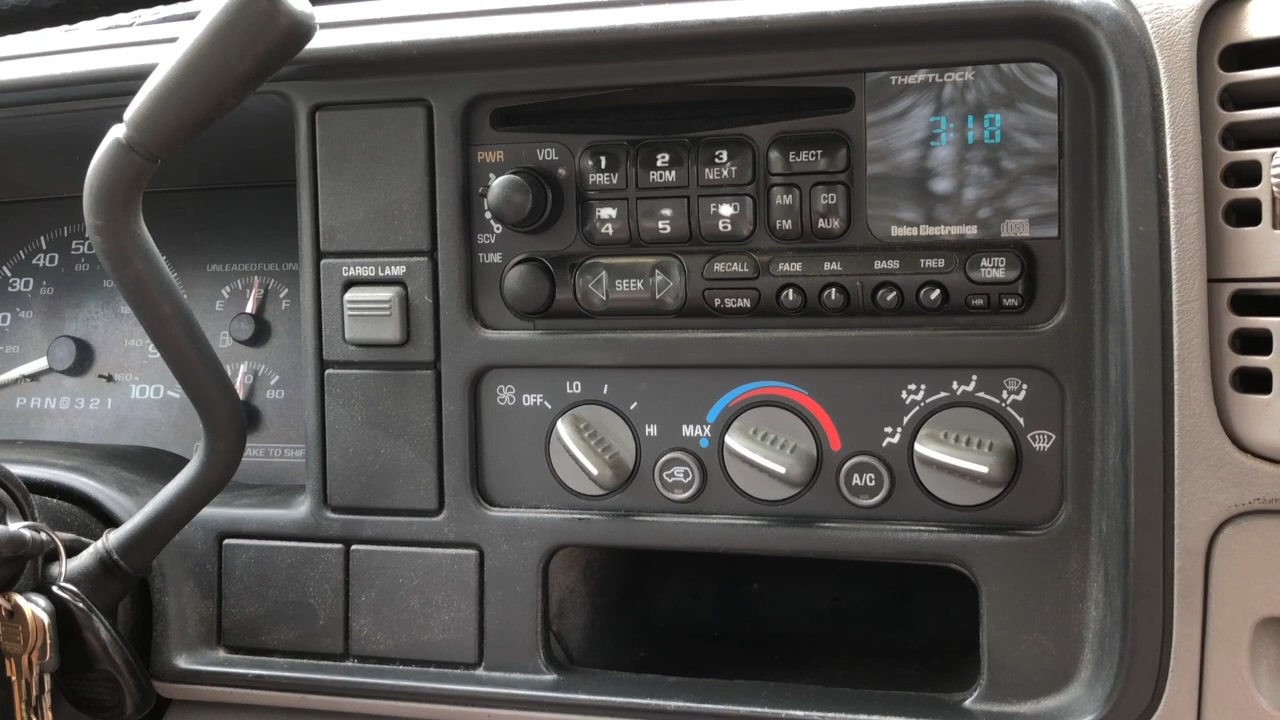 THEFTLOCK
3:18
PWR VOL
1 PREV
2 RDM
3 NEXT
EJECT
4
5
6
AM FM
CD AUX
SCV
TUNE
Delco Electronics
SEEK
RECALL
P.SCAN
FADE BAL
BASS TREB
AUTO TONE
HR MN
CARGO LAMP
OFF LO HI
MAX
A/C
50
40 80
30 60
40
20
140
160
100
UNLEADED FUEL ONL
E F
80
PRN@321